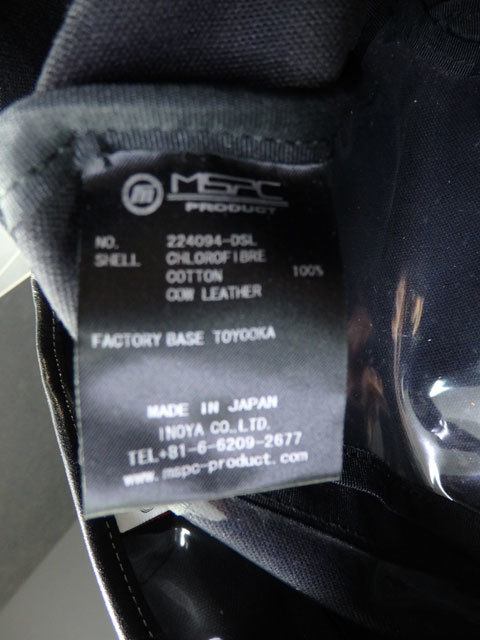 m MSPC
PRODUCT
NO. 224094-DSL
SHELL CHLOROFIBRE
COTTON 100%
COW LEATHER
FACTORY BASE TOYOOKA
MADE IN JAPAN
INOYA CO.,LTD.
TEL+81-6-6209-2677
www.mspc-product.com